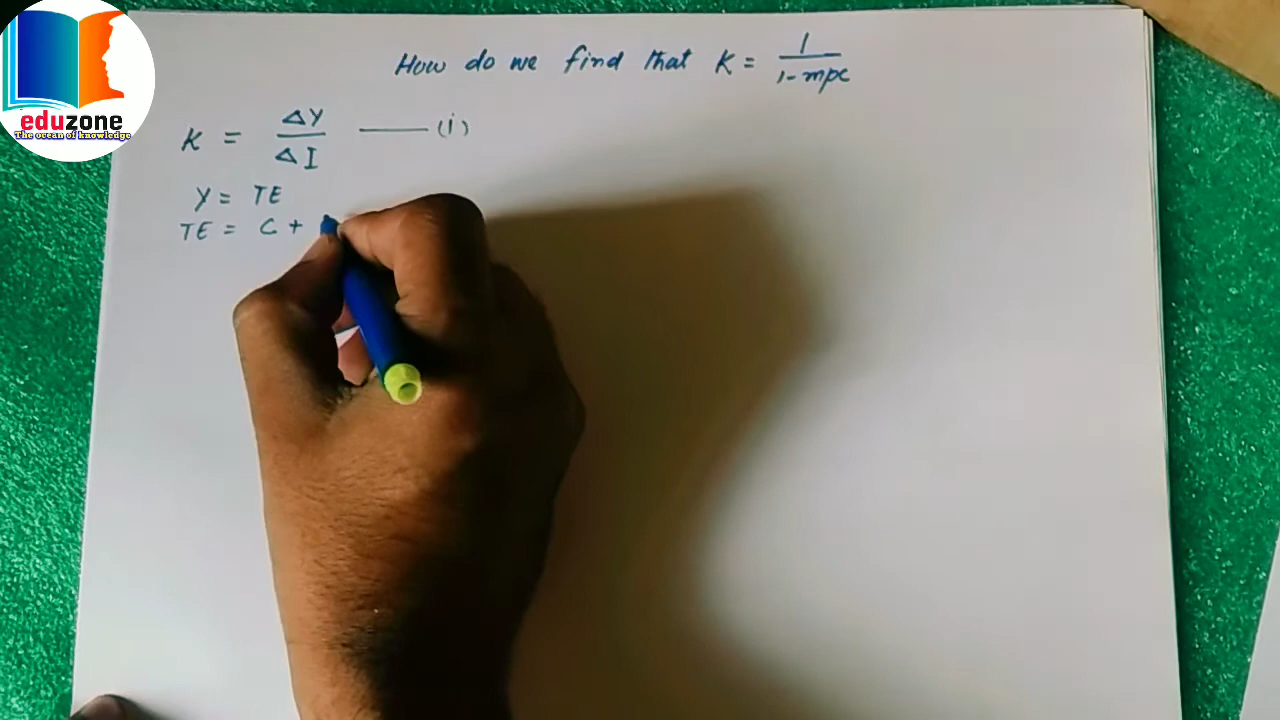 eduzone
The ocean of knowledge
How do we find that K = 1/1-mpc
K = ΔY/ΔI —— (i)
Y = TE
TE = C +